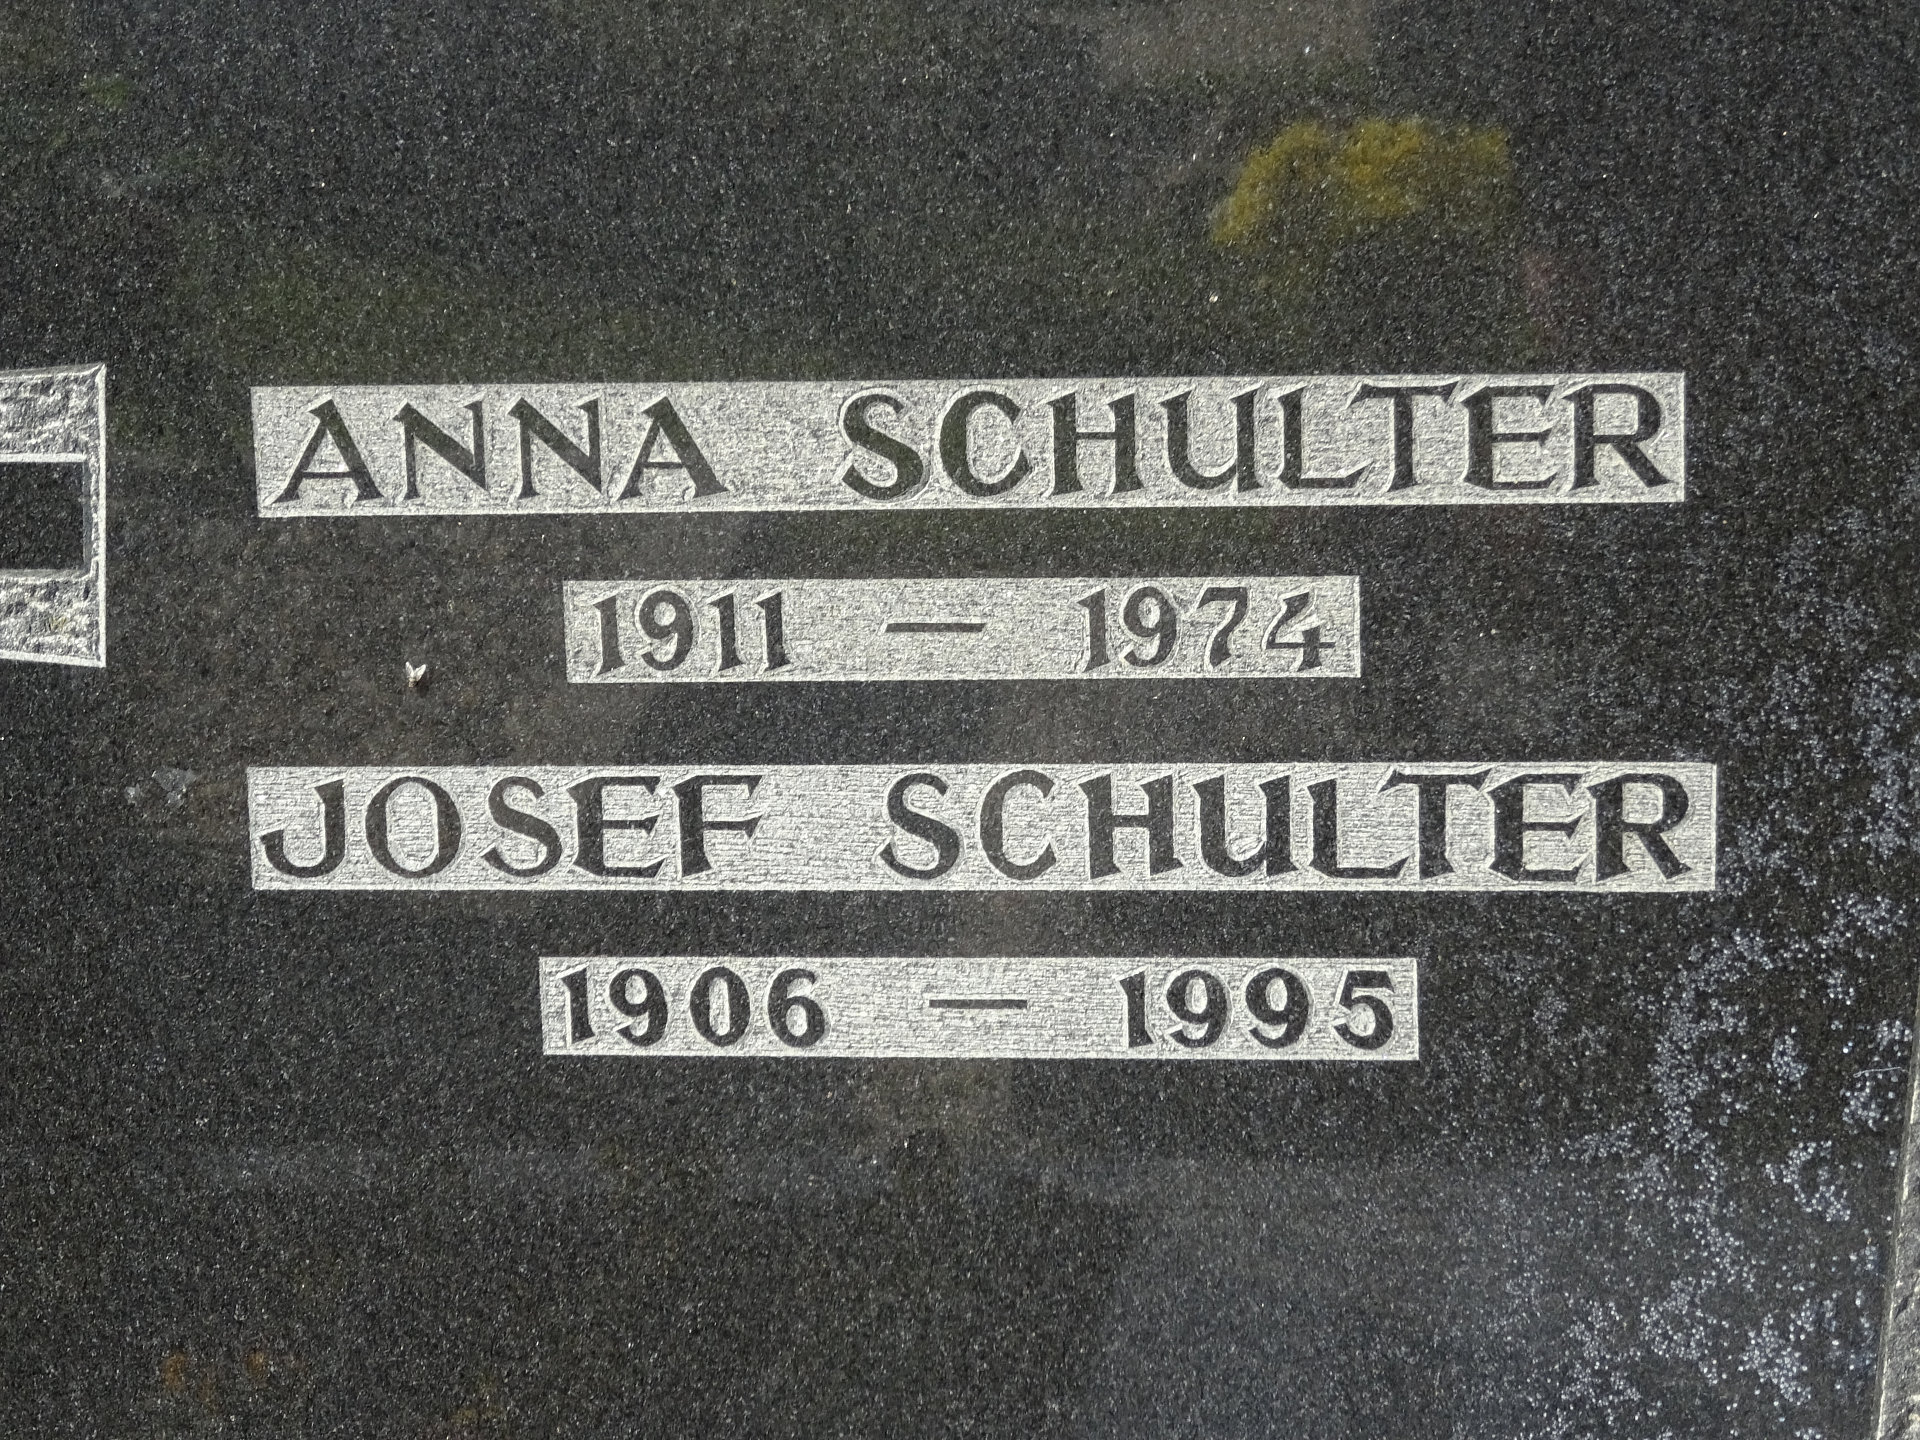 ANNA SCHULTER
1911 — 1974
JOSEF SCHULTER
1906 — 1995